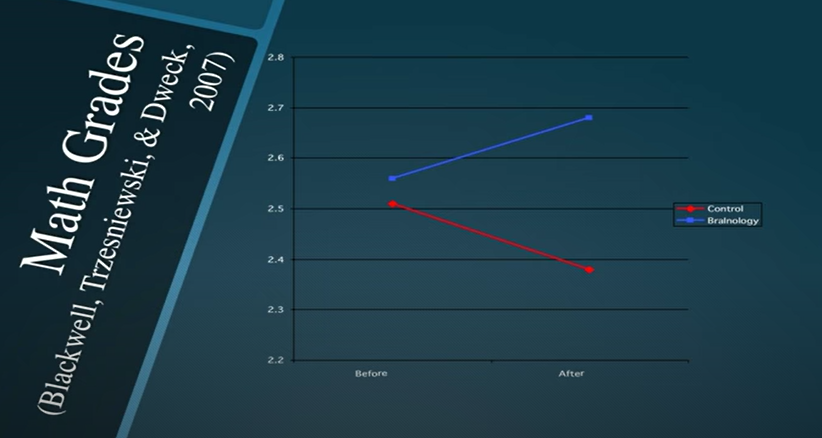 Math Grades
(Blackwell, Trzesniewski, & Dweck,
2007)
2.8
2.7
2.6
2.5
2.4
2.3
2.2
Before
After
Control
BraInology